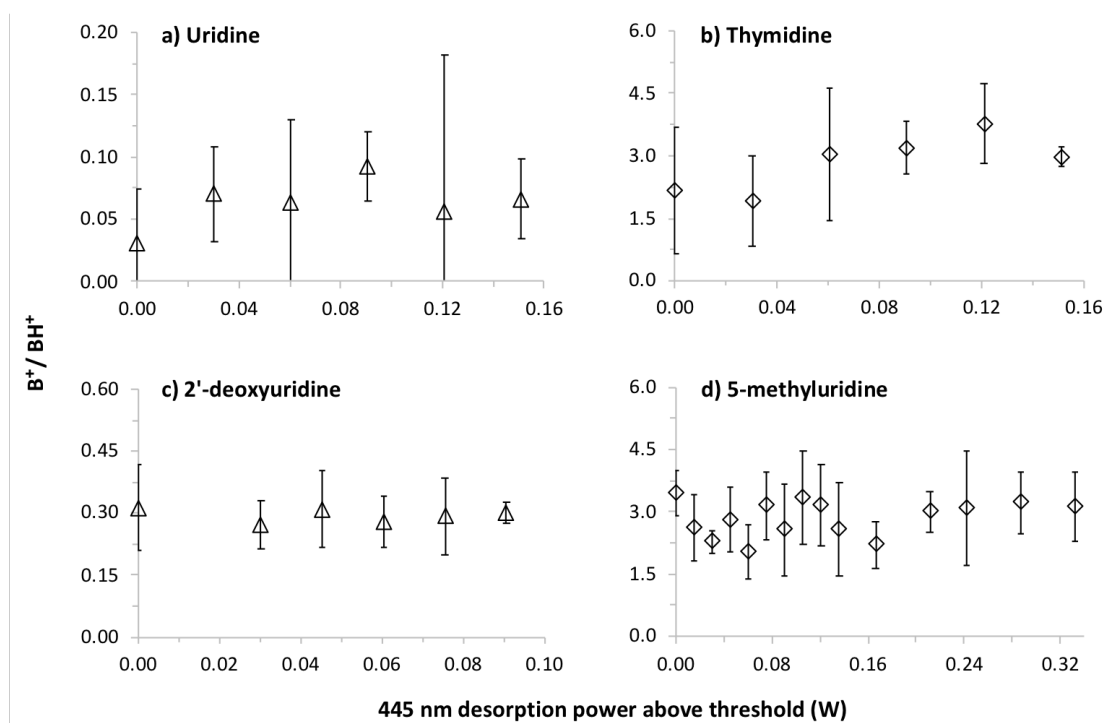 a) Uridine
0.20
0.15
0.10
0.05
0.00
0.00 0.04 0.08 0.12 0.16
b) Thymidine
6.0
4.5
3.0
1.5
0.0
0.00 0.04 0.08 0.12 0.16
B⁺/ BH⁺
c) 2'-deoxyuridine
0.60
0.45
0.30
0.15
0.00
0.00 0.02 0.04 0.06 0.08 0.10
d) 5-methyluridine
6.0
4.5
3.0
1.5
0.0
0.00 0.08 0.16 0.24 0.32
445 nm desorption power above threshold (W)